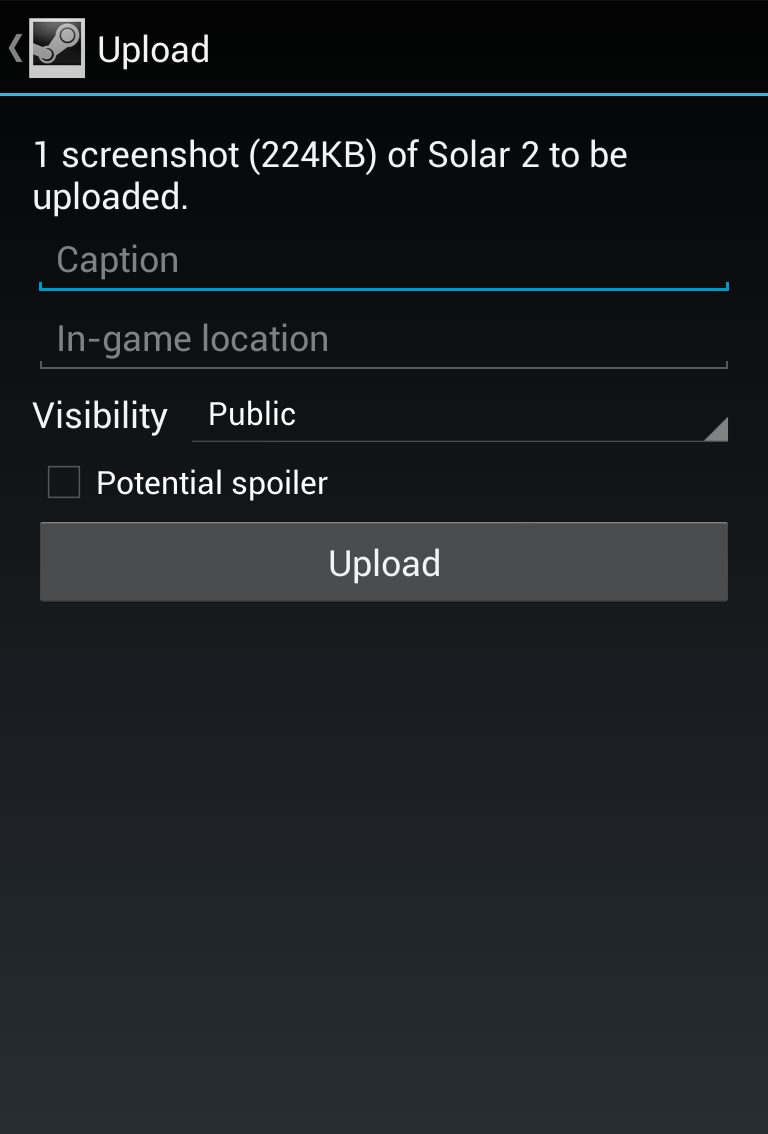 Upload
1 screenshot (224KB) of Solar 2 to be
uploaded.
Caption
In-game location
Visibility Public
Potential spoiler
Upload